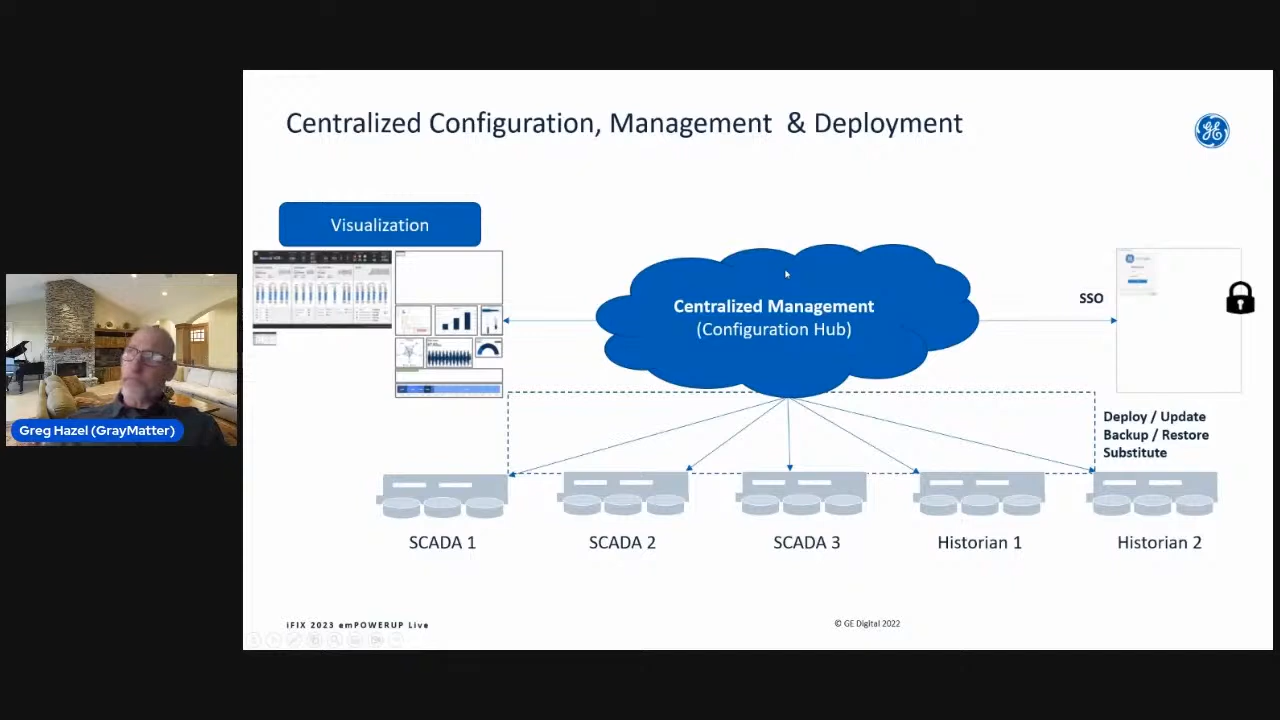 Centralized Configuration, Management & Deployment
Visualization
Centralized Management
(Configuration Hub)
SSO
Deploy / Update
Backup / Restore
Substitute
SCADA 1
SCADA 2
SCADA 3
Historian 1
Historian 2
iFIX 2023 emPOWERUP Live
© GE Digital 2022
Greg Hazel (GrayMatter)